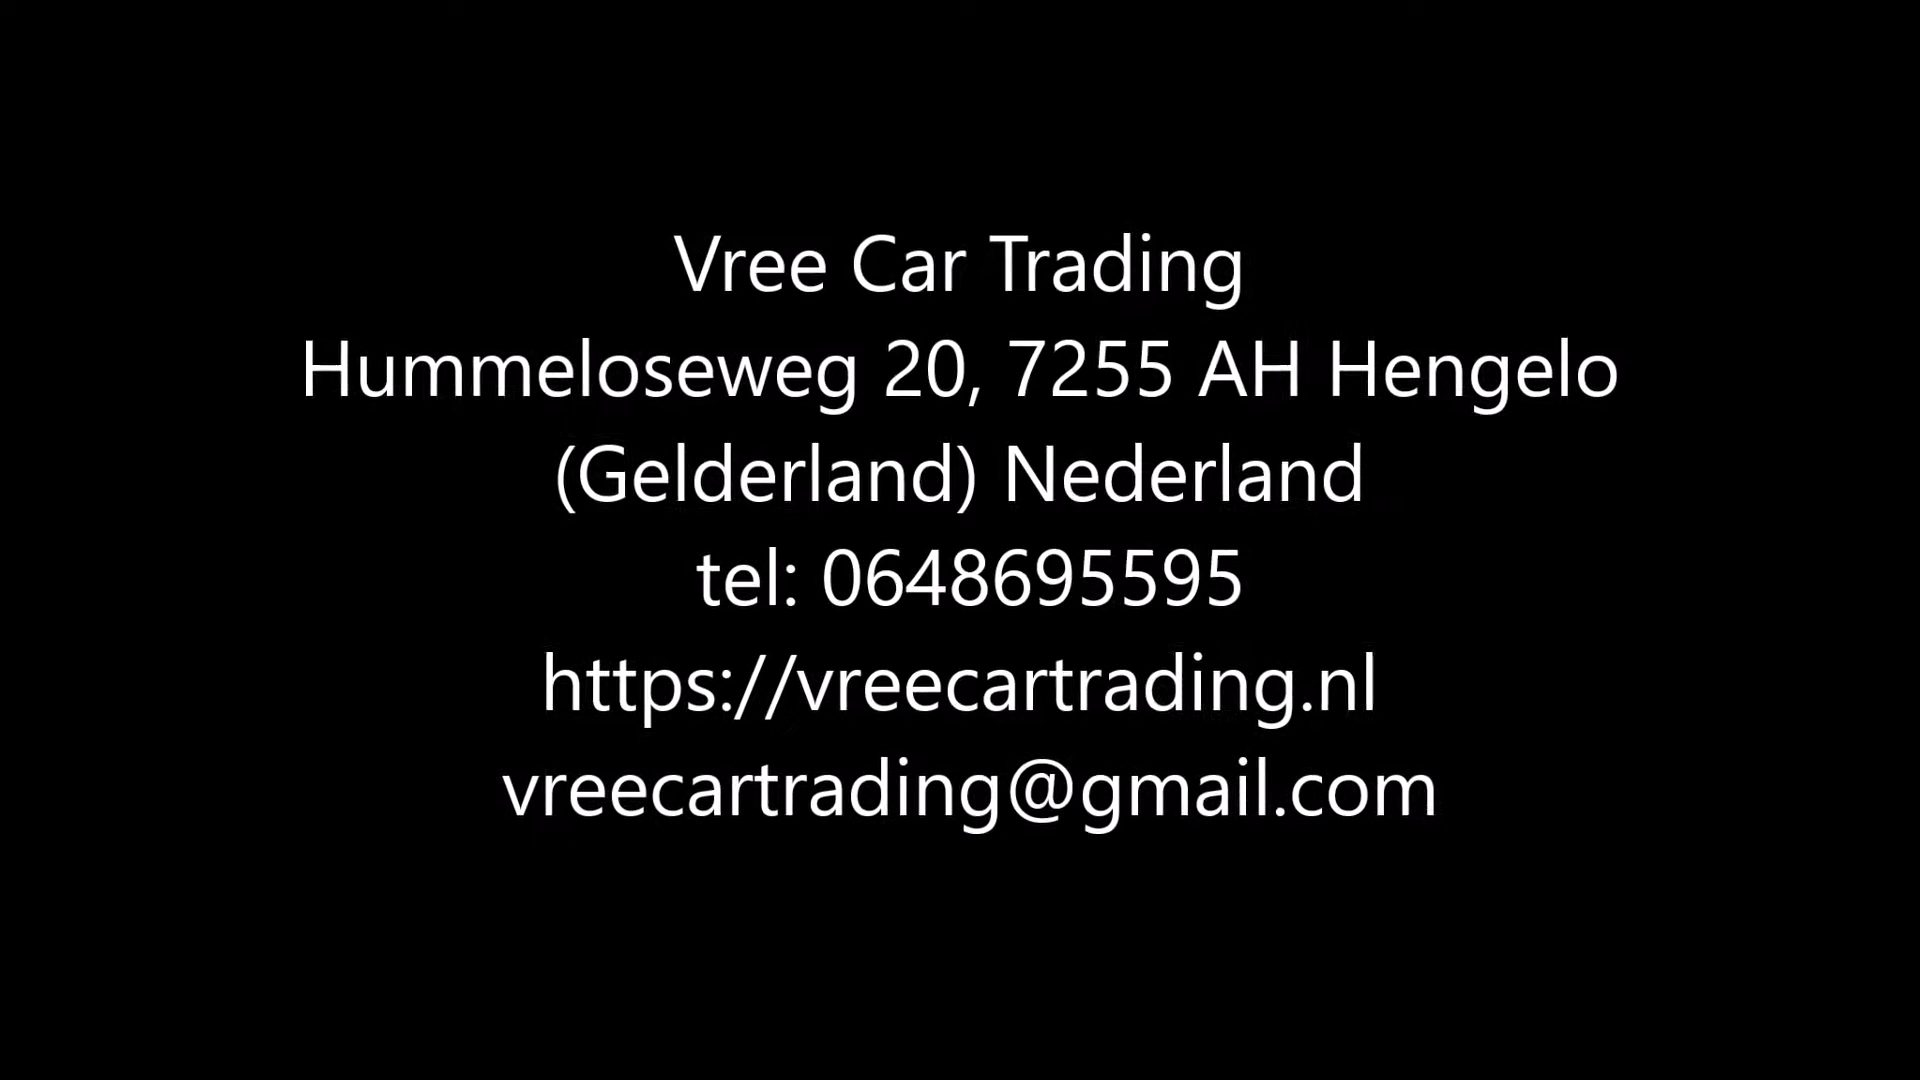 Vree Car Trading
Hummeloseweg 20, 7255 AH Hengelo
(Gelderland) Nederland
tel: 0648695595
https://vreecartrading.nl
vreecartrading@gmail.com